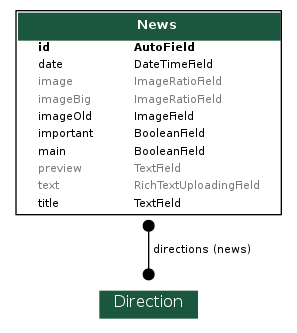 News
id AutoField
date DateTimeField
image ImageRatioField
imageBig ImageRatioField
imageOld ImageField
important BooleanField
main BooleanField
preview TextField
text RichTextUploadingField
title TextField
directions (news)
Direction